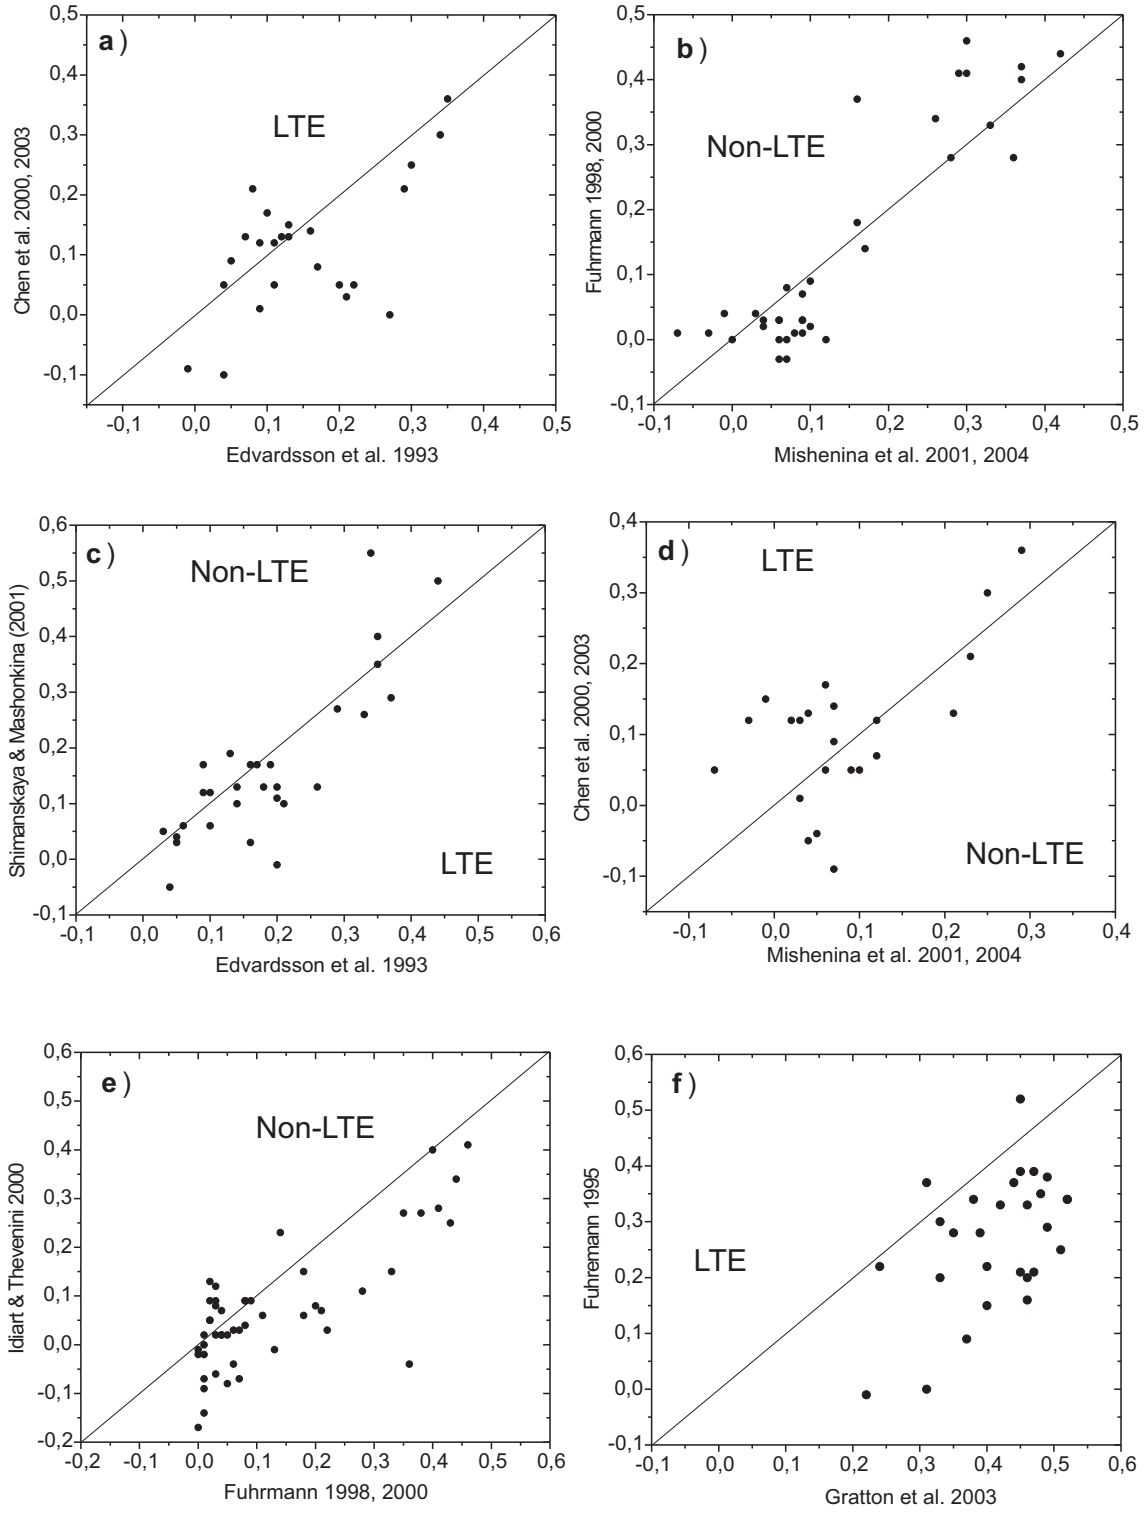 a)
LTE
0,5
0,4
0,3
0,2
0,1
0,0
-0,1
Chen et al. 2000, 2003
-0,1 0,0 0,1 0,2 0,3 0,4 0,5
Edvardsson et al. 1993
b)
Non-LTE
0,5
0,4
0,3
0,2
0,1
0,0
-0,1
Fuhrmann 1998, 2000
-0,1 0,0 0,1 0,2 0,3 0,4 0,5
Mishenina et al. 2001, 2004
c)
Non-LTE
LTE
0,6
0,5
0,4
0,3
0,2
0,1
0,0
-0,1
Shimanskaya & Mashonkina (2001)
-0,1 0,0 0,1 0,2 0,3 0,4 0,5 0,6
Edvardsson et al. 1993
d)
LTE
Non-LTE
0,4
0,3
0,2
0,1
0,0
-0,1
Chen et al. 2000, 2003
-0,1 0,0 0,1 0,2 0,3 0,4
Mishenina et al. 2001, 2004
e)
Non-LTE
0,6
0,5
0,4
0,3
0,2
0,1
0,0
-0,1
-0,2
Idiart & Thevenini 2000
-0,2 -0,1 0,0 0,1 0,2 0,3 0,4 0,5 0,6
Fuhrmann 1998, 2000
f)
LTE
0,6
0,5
0,4
0,3
0,2
0,1
0,0
-0,1
Fuhremann 1995
-0,1 0,0 0,1 0,2 0,3 0,4 0,5 0,6
Gratton et al. 2003